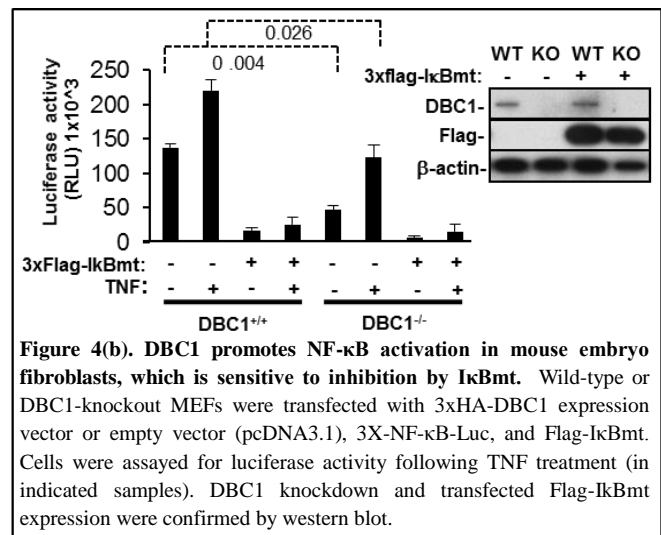 0.026
0 .004
250
200
150
100
50
0
Luciferase activity
(RLU) 1x10^3
3xFlag-IkBmt: - - + + - - + +
TNF: - + - + - + - +
DBC1+/+ DBC1-/-
WT KO WT KO
3xflag-IκBmt: - - + +
DBC1-
Flag-
β-actin-
Figure 4(b). DBC1 promotes NF-κB activation in mouse embryo
fibroblasts, which is sensitive to inhibition by IκBmt. Wild-type or
DBC1-knockout MEFs were transfected with 3xHA-DBC1 expression
vector or empty vector (pcDNA3.1), 3X-NF-κB-Luc, and Flag-IκBmt.
Cells were assayed for luciferase activity following TNF treatment (in
indicated samples). DBC1 knockdown and transfected Flag-IkBmt
expression were confirmed by western blot.